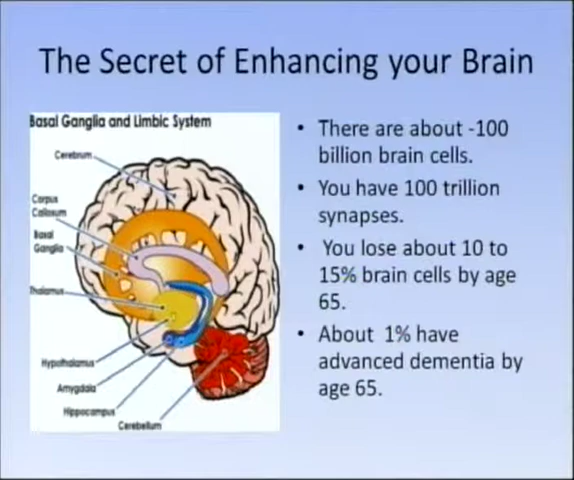 The Secret of Enhancing your Brain
Basal Ganglia and Limbic System
Cerebrum
Corpus
Callosum
Basal
Ganglia
Thalamus
Hypothalamus
Amygdala
Hippocampus
Cerebellum
• There are about -100
billion brain cells.
• You have 100 trillion
synapses.
• You lose about 10 to
15% brain cells by age
65.
• About 1% have
advanced dementia by
age 65.